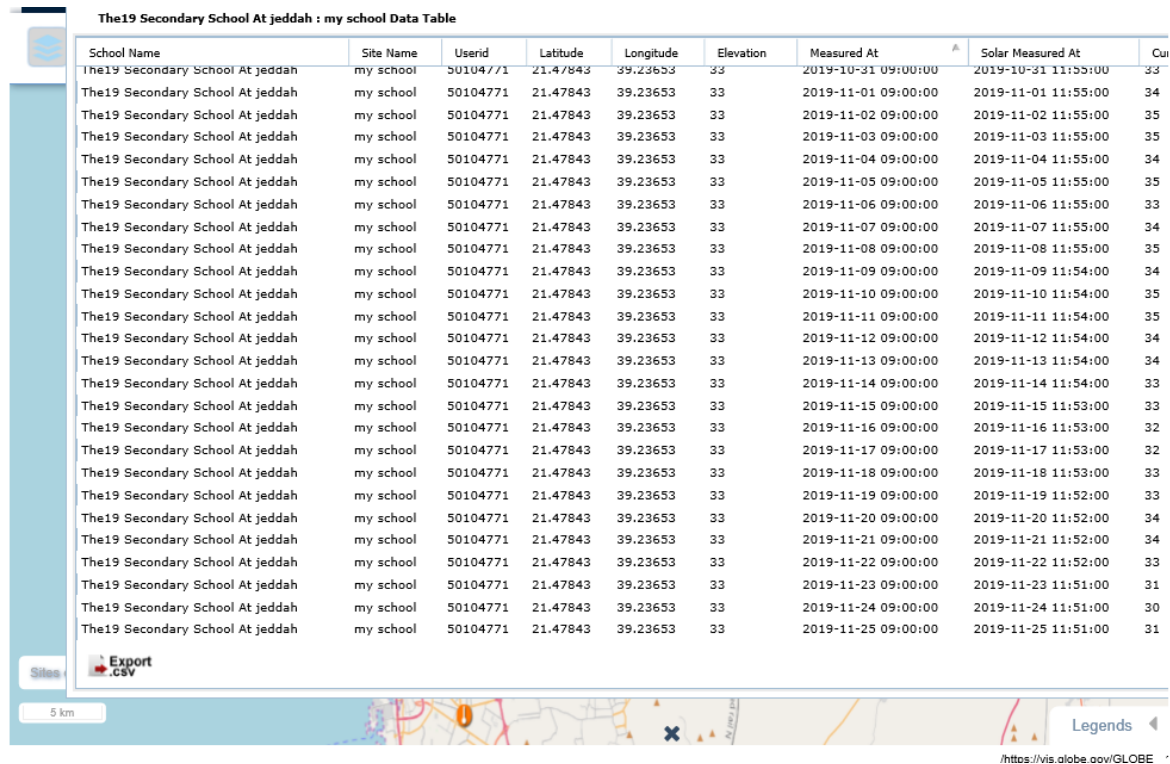 The19 Secondary School At jeddah : my school Data Table
School Name Site Name Userid Latitude Longitude Elevation Measured At Solar Measured At
The19 Secondary School At jeddah my school 50104771 21.47843 39.23653 33 2019-10-31 09:00:00 2019-10-31 11:55:00 33
The19 Secondary School At jeddah my school 50104771 21.47843 39.23653 33 2019-11-01 09:00:00 2019-11-01 11:55:00 34
The19 Secondary School At jeddah my school 50104771 21.47843 39.23653 33 2019-11-02 09:00:00 2019-11-02 11:55:00 35
The19 Secondary School At jeddah my school 50104771 21.47843 39.23653 33 2019-11-03 09:00:00 2019-11-03 11:55:00 35
The19 Secondary School At jeddah my school 50104771 21.47843 39.23653 33 2019-11-04 09:00:00 2019-11-04 11:55:00 34
The19 Secondary School At jeddah my school 50104771 21.47843 39.23653 33 2019-11-05 09:00:00 2019-11-05 11:55:00 35
The19 Secondary School At jeddah my school 50104771 21.47843 39.23653 33 2019-11-06 09:00:00 2019-11-06 11:55:00 33
The19 Secondary School At jeddah my school 50104771 21.47843 39.23653 33 2019-11-07 09:00:00 2019-11-07 11:55:00 34
The19 Secondary School At jeddah my school 50104771 21.47843 39.23653 33 2019-11-08 09:00:00 2019-11-08 11:55:00 35
The19 Secondary School At jeddah my school 50104771 21.47843 39.23653 33 2019-11-09 09:00:00 2019-11-09 11:54:00 34
The19 Secondary School At jeddah my school 50104771 21.47843 39.23653 33 2019-11-10 09:00:00 2019-11-10 11:54:00 35
The19 Secondary School At jeddah my school 50104771 21.47843 39.23653 33 2019-11-11 09:00:00 2019-11-11 11:54:00 35
The19 Secondary School At jeddah my school 50104771 21.47843 39.23653 33 2019-11-12 09:00:00 2019-11-12 11:54:00 34
The19 Secondary School At jeddah my school 50104771 21.47843 39.23653 33 2019-11-13 09:00:00 2019-11-13 11:54:00 34
The19 Secondary School At jeddah my school 50104771 21.47843 39.23653 33 2019-11-14 09:00:00 2019-11-14 11:54:00 33
The19 Secondary School At jeddah my school 50104771 21.47843 39.23653 33 2019-11-15 09:00:00 2019-11-15 11:53:00 33
The19 Secondary School At jeddah my school 50104771 21.47843 39.23653 33 2019-11-16 09:00:00 2019-11-16 11:53:00 32
The19 Secondary School At jeddah my school 50104771 21.47843 39.23653 33 2019-11-17 09:00:00 2019-11-17 11:53:00 32
The19 Secondary School At jeddah my school 50104771 21.47843 39.23653 33 2019-11-18 09:00:00 2019-11-18 11:53:00 33
The19 Secondary School At jeddah my school 50104771 21.47843 39.23653 33 2019-11-19 09:00:00 2019-11-19 11:52:00 33
The19 Secondary School At jeddah my school 50104771 21.47843 39.23653 33 2019-11-20 09:00:00 2019-11-20 11:52:00 34
The19 Secondary School At jeddah my school 50104771 21.47843 39.23653 33 2019-11-21 09:00:00 2019-11-21 11:52:00 34
The19 Secondary School At jeddah my school 50104771 21.47843 39.23653 33 2019-11-22 09:00:00 2019-11-22 11:52:00 33
The19 Secondary School At jeddah my school 50104771 21.47843 39.23653 33 2019-11-23 09:00:00 2019-11-23 11:51:00 31
The19 Secondary School At jeddah my school 50104771 21.47843 39.23653 33 2019-11-24 09:00:00 2019-11-24 11:51:00 30
The19 Secondary School At jeddah my school 50104771 21.47843 39.23653 33 2019-11-25 09:00:00 2019-11-25 11:51:00 31
Export
.csv
Sites
5 km
Legends
/https://vis.globe.gov/GLOBE